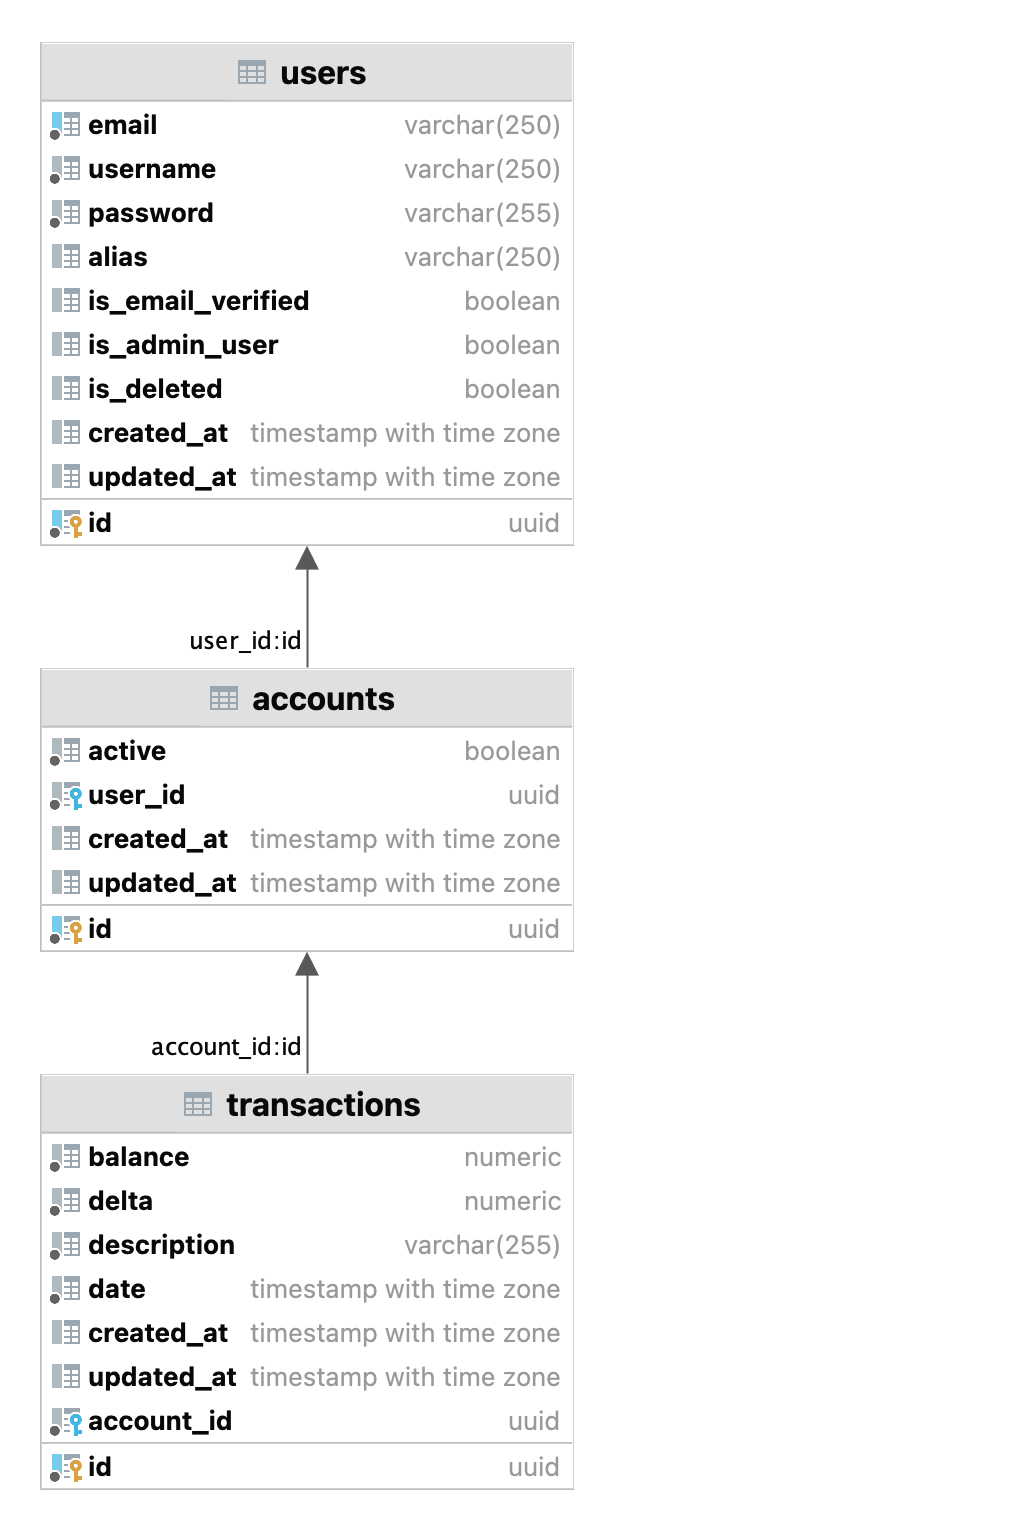 users
email varchar(250)
username varchar(250)
password varchar(255)
alias varchar(250)
is_email_verified boolean
is_admin_user boolean
is_deleted boolean
created_at timestamp with time zone
updated_at timestamp with time zone
id uuid
user_id:id
accounts
active boolean
user_id uuid
created_at timestamp with time zone
updated_at timestamp with time zone
id uuid
account_id:id
transactions
balance numeric
delta numeric
description varchar(255)
date timestamp with time zone
created_at timestamp with time zone
updated_at timestamp with time zone
account_id uuid
id uuid